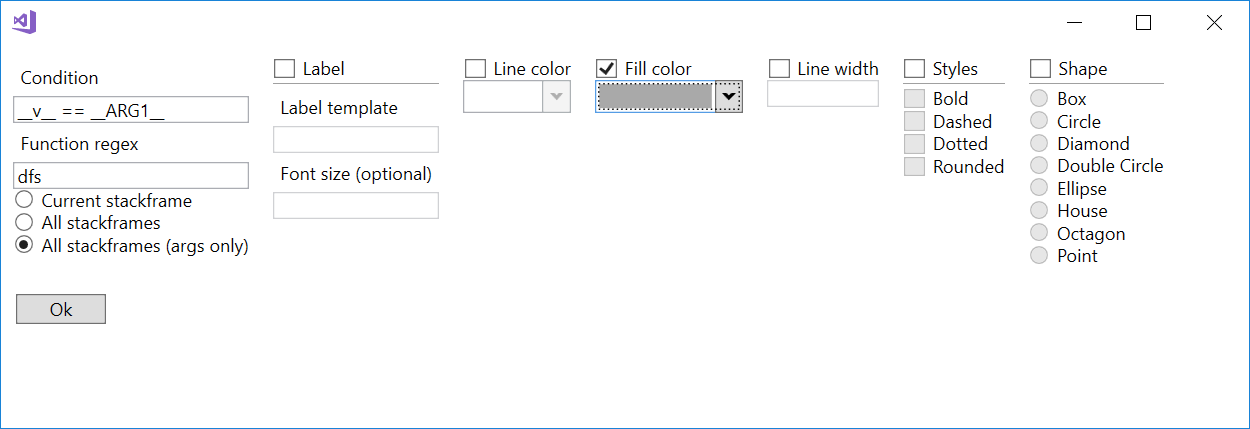 Condition
__v__ == __ARG1__
Function regex
dfs
Current stackframe
All stackframes
All stackframes (args only)
Ok
Label
Label template
Font size (optional)
Line color
Fill color
Line width
Styles
Bold
Dashed
Dotted
Rounded
Shape
Box
Circle
Diamond
Double Circle
Ellipse
House
Octagon
Point